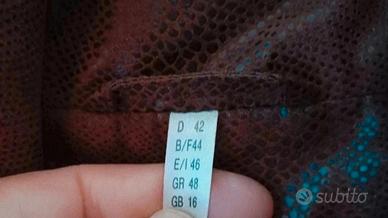 D 42
B/F44
E/I 46
GR 48
GB 16
subito